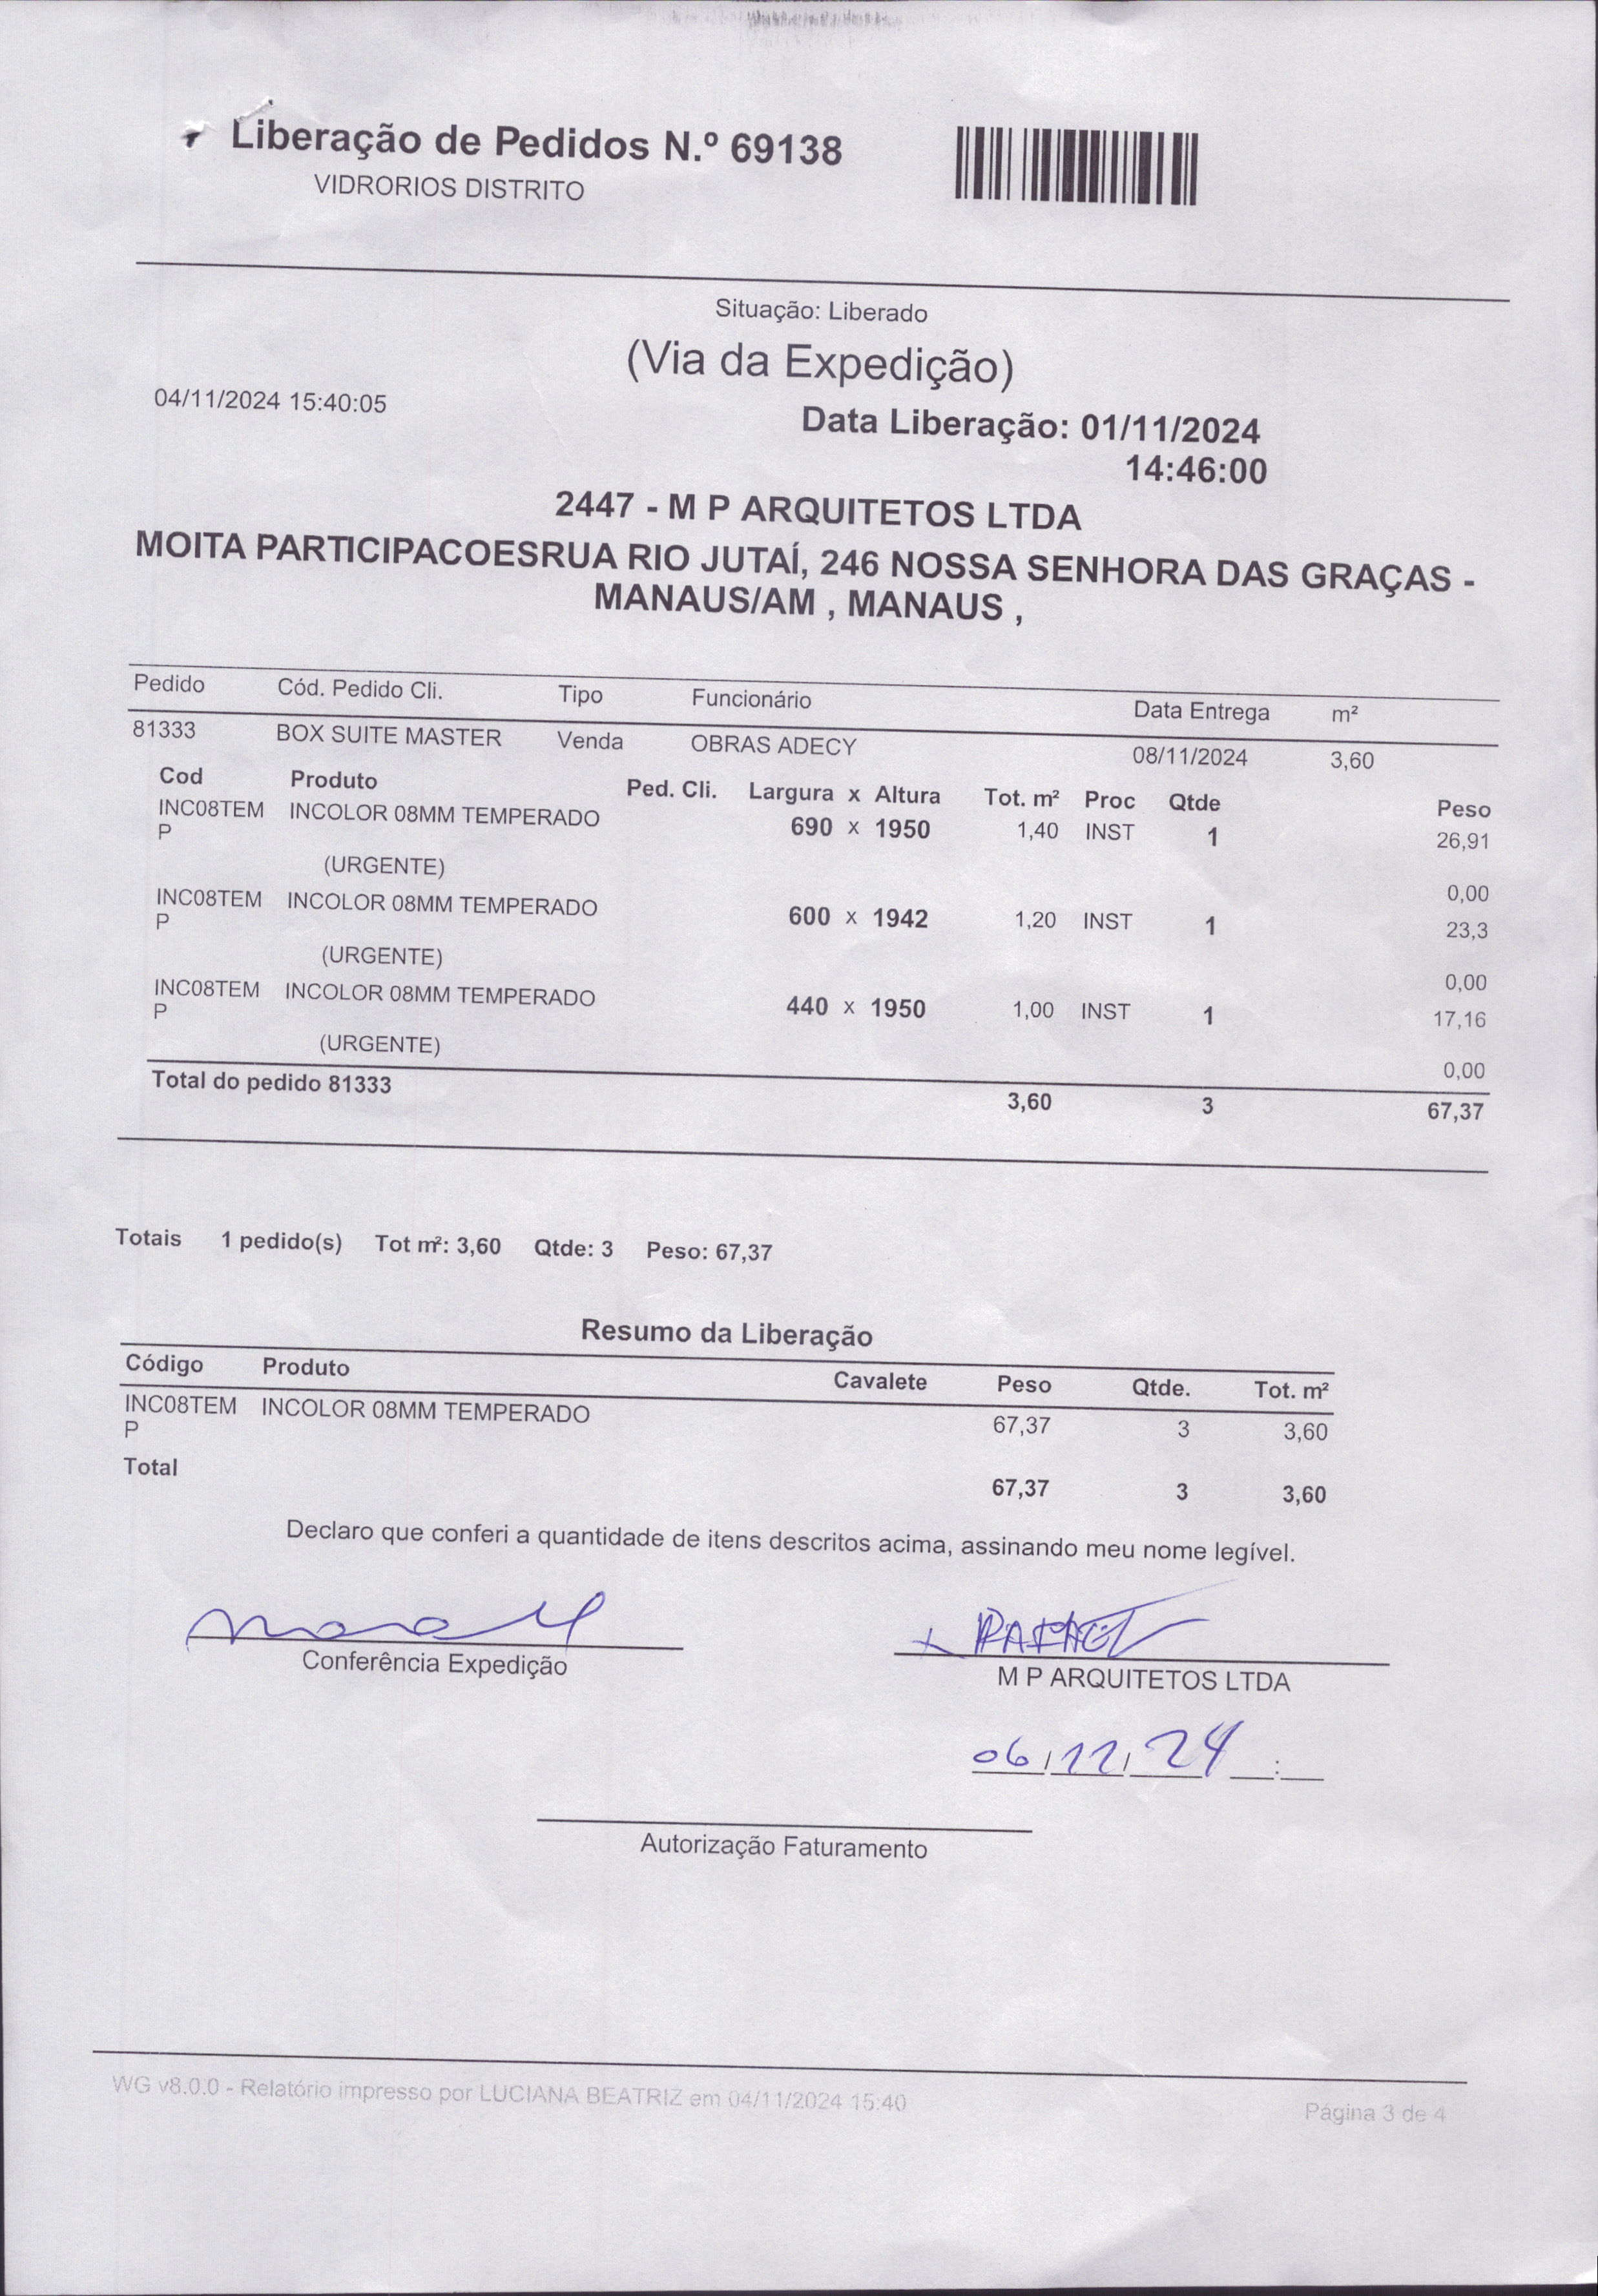 Liberação de Pedidos N.º 69138
VIDRORIOS DISTRITO
Situação: Liberado
(Via da Expedição)
04/11/2024 15:40:05
Data Liberação: 01/11/2024
14:46:00
2447 - M P ARQUITETOS LTDA
MOITA PARTICIPACOESRUA RIO JUTAÍ, 246 NOSSA SENHORA DAS GRAÇAS -
MANAUS/AM , MANAUS ,
Pedido Cód. Pedido Cli. Tipo Funcionário Data Entrega m²
81333 BOX SUITE MASTER Venda OBRAS ADECY 08/11/2024 3,60
Cod Produto Ped. Cli. Largura x Altura Tot. m² Proc Qtde Peso
INC08TEM INCOLOR 08MM TEMPERADO 690 x 1950 1,40 INST 1 26,91
P
(URGENTE) 0,00
INC08TEM INCOLOR 08MM TEMPERADO 600 x 1942 1,20 INST 1 23,3
P
(URGENTE) 0,00
INC08TEM INCOLOR 08MM TEMPERADO 440 x 1950 1,00 INST 1 17,16
P
(URGENTE) 0,00
Total do pedido 81333 3,60 3 67,37
Totais 1 pedido(s) Tot m²: 3,60 Qtde: 3 Peso: 67,37
Resumo da Liberação
Código Produto Cavalete Peso Qtde. Tot. m²
INC08TEM INCOLOR 08MM TEMPERADO 67,37 3 3,60
P
Total 67,37 3 3,60
Declaro que conferi a quantidade de itens descritos acima, assinando meu nome legível.
x RAFAEL
Conferência Expedição M P ARQUITETOS LTDA
06/12/24 __:__
Autorização Faturamento
WG v8.0.0 - Relatório impresso por LUCIANA BEATRIZ em 04/11/2024 15:40 Página 3 de 4